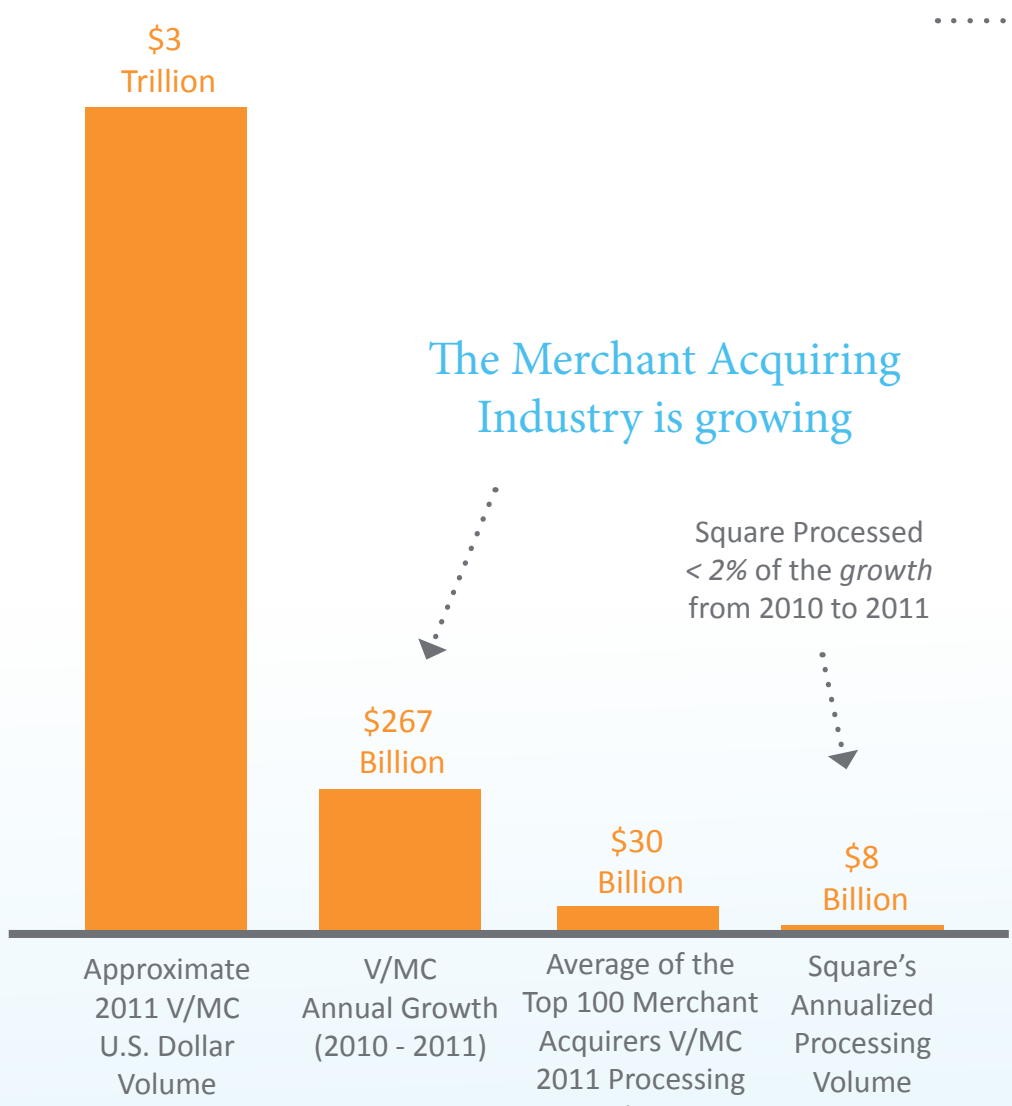 $3
Trillion
The Merchant Acquiring
Industry is growing
Square Processed
< 2% of the growth
from 2010 to 2011
$267
Billion
$30
Billion
$8
Billion
Approximate
2011 V/MC
U.S. Dollar
Volume
V/MC
Annual Growth
(2010 - 2011)
Average of the
Top 100 Merchant
Acquirers V/MC
2011 Processing
Square’s
Annualized
Processing
Volume